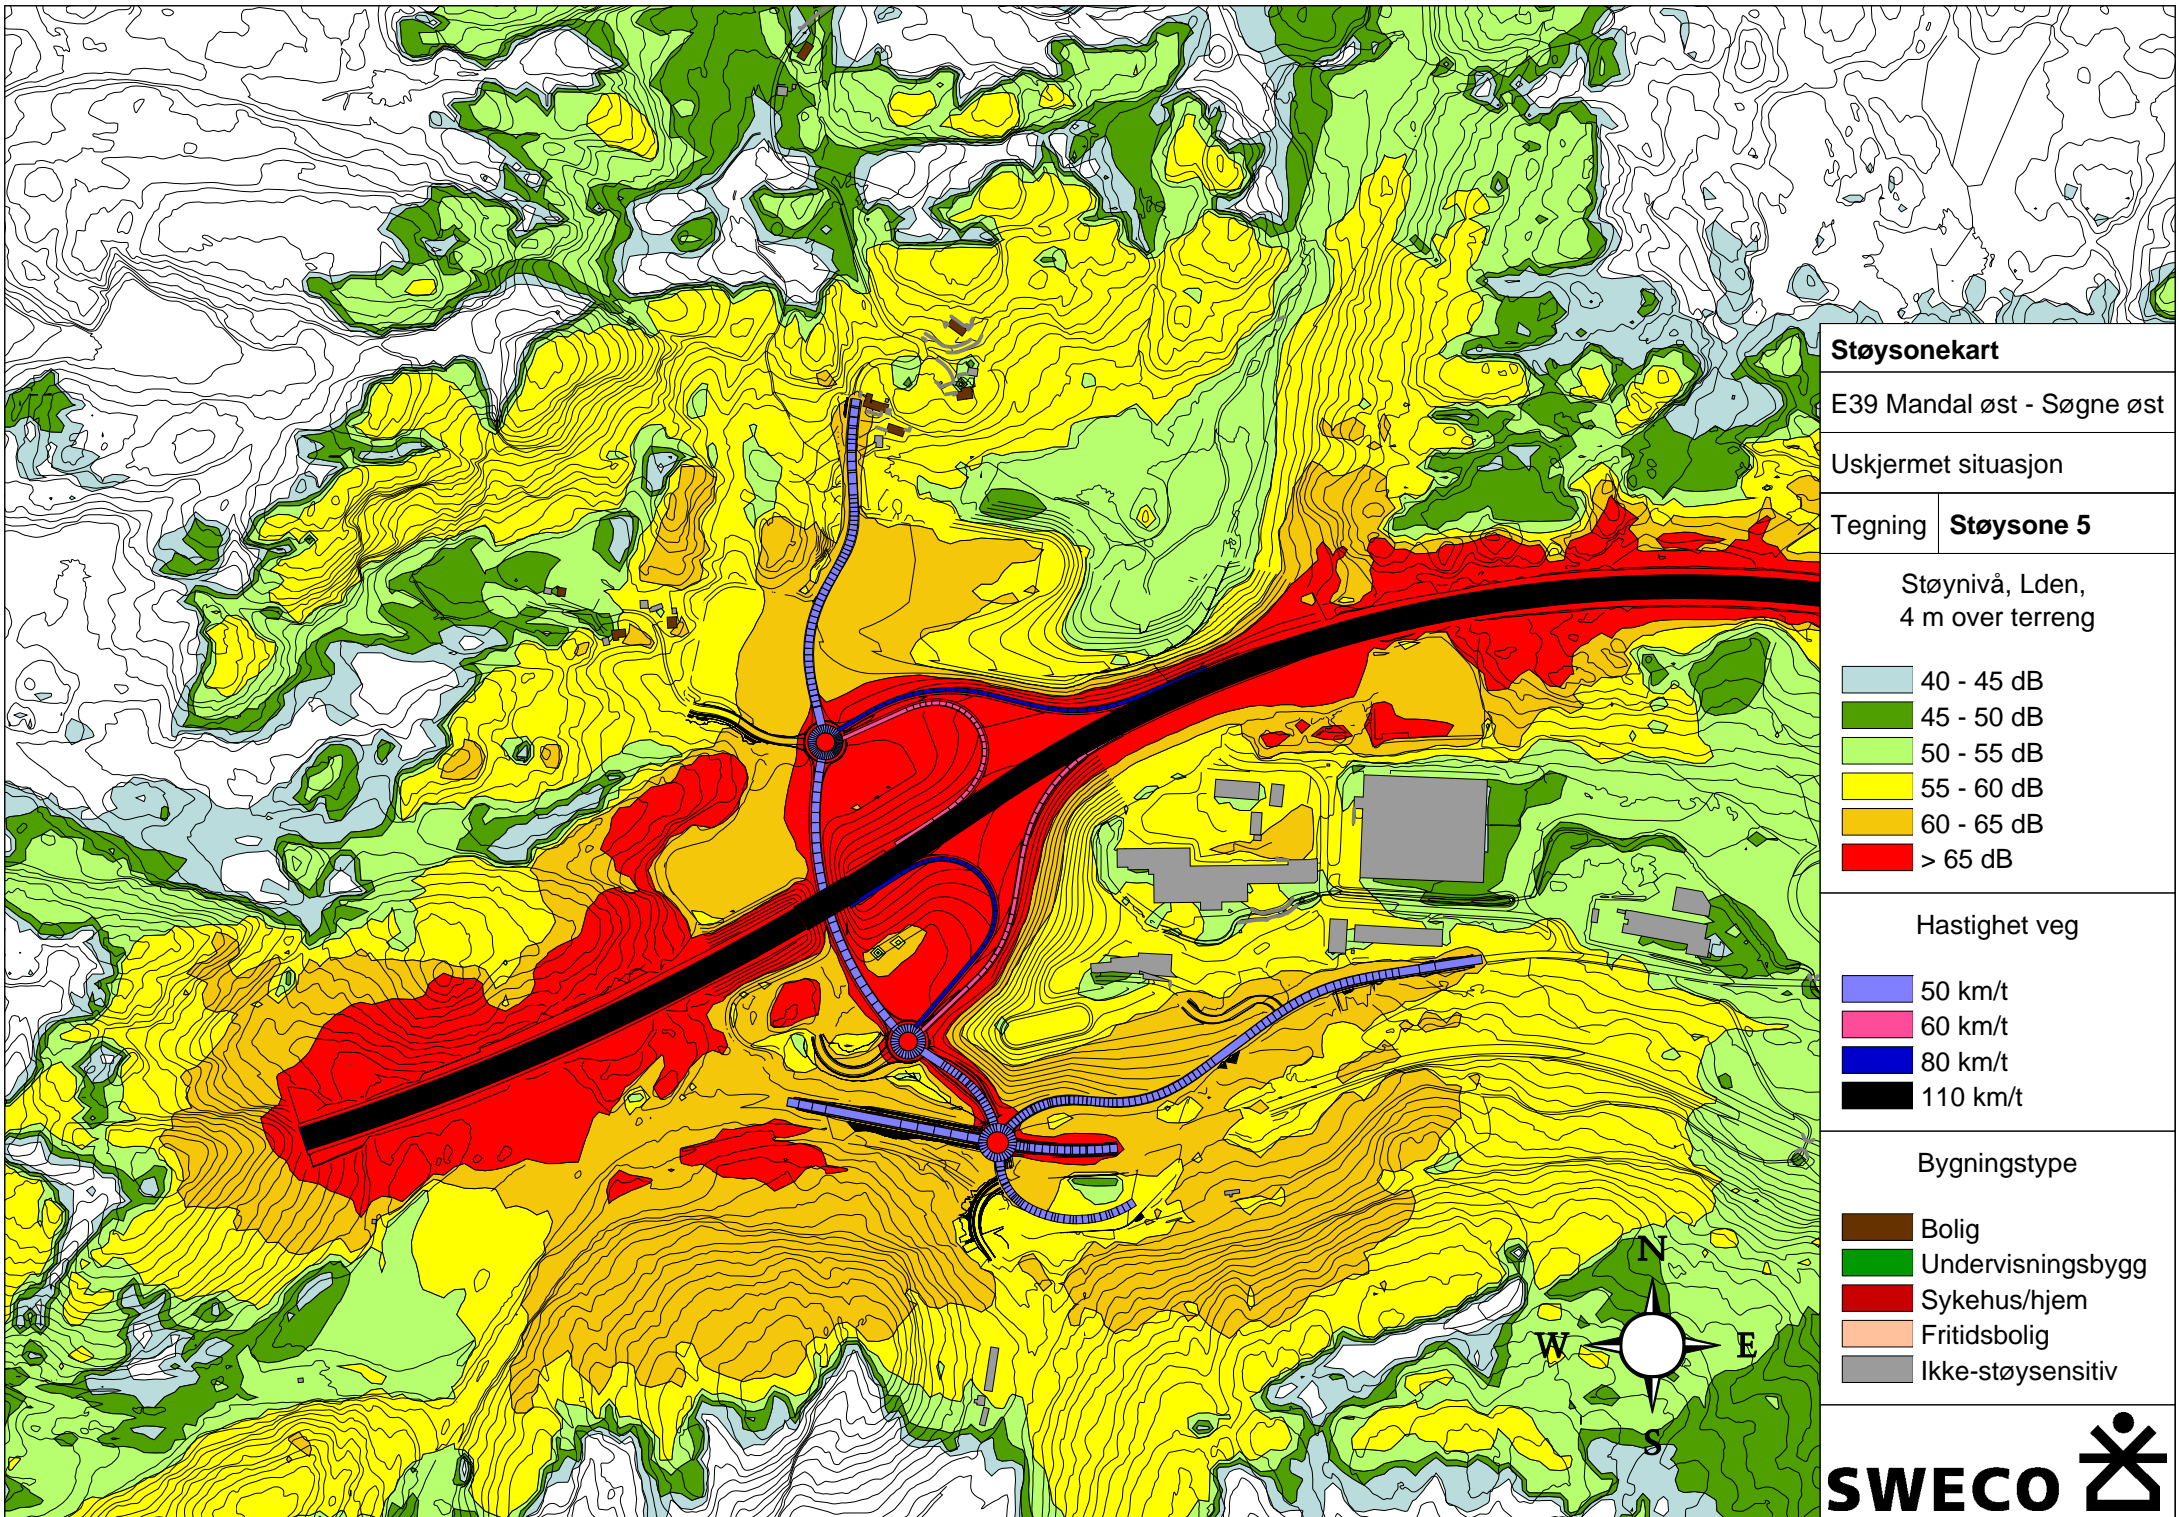 Støysonekart
E39 Mandal øst - Søgne øst
Uskjermet situasjon
Tegning Støysone 5
Støynivå, Lden,
4 m over terreng
40 - 45 dB
45 - 50 dB
50 - 55 dB
55 - 60 dB
60 - 65 dB
> 65 dB
Hastighet veg
50 km/t
60 km/t
80 km/t
110 km/t
Bygningstype
Bolig
Undervisningsbygg
Sykehus/hjem
Fritidsbolig
Ikke-støysensitiv
N
W E
S
SWECO